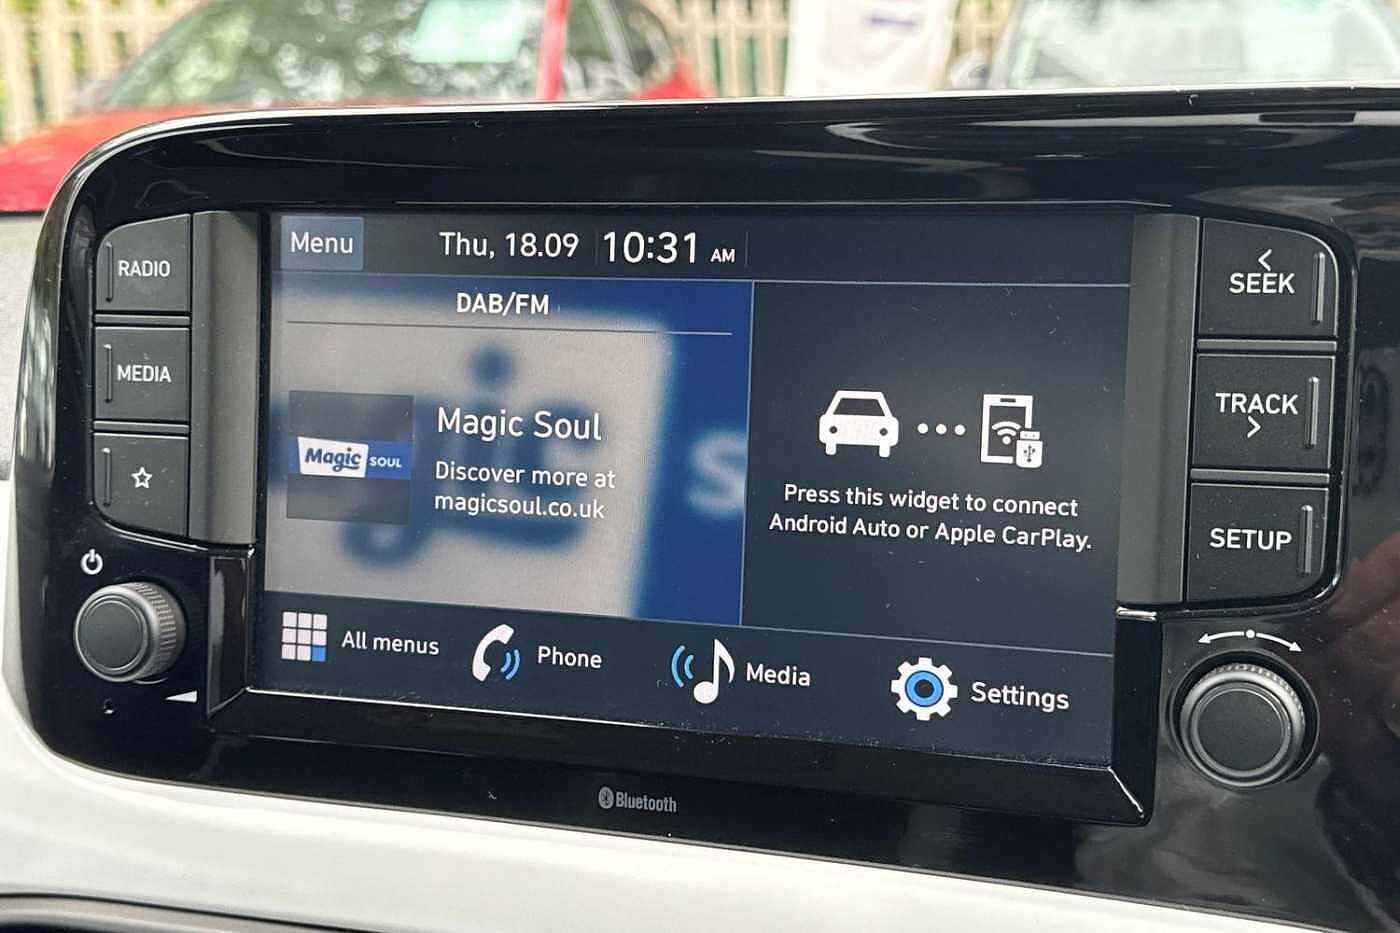 RADIO
MEDIA
Menu
Thu, 18.09
10:31 AM
DAB/FM
Magic SOUL
Magic Soul
Discover more at
magicsoul.co.uk
Press this widget to connect
Android Auto or Apple CarPlay.
All menus
Phone
Media
Settings
SEEK
TRACK
SETUP
Bluetooth